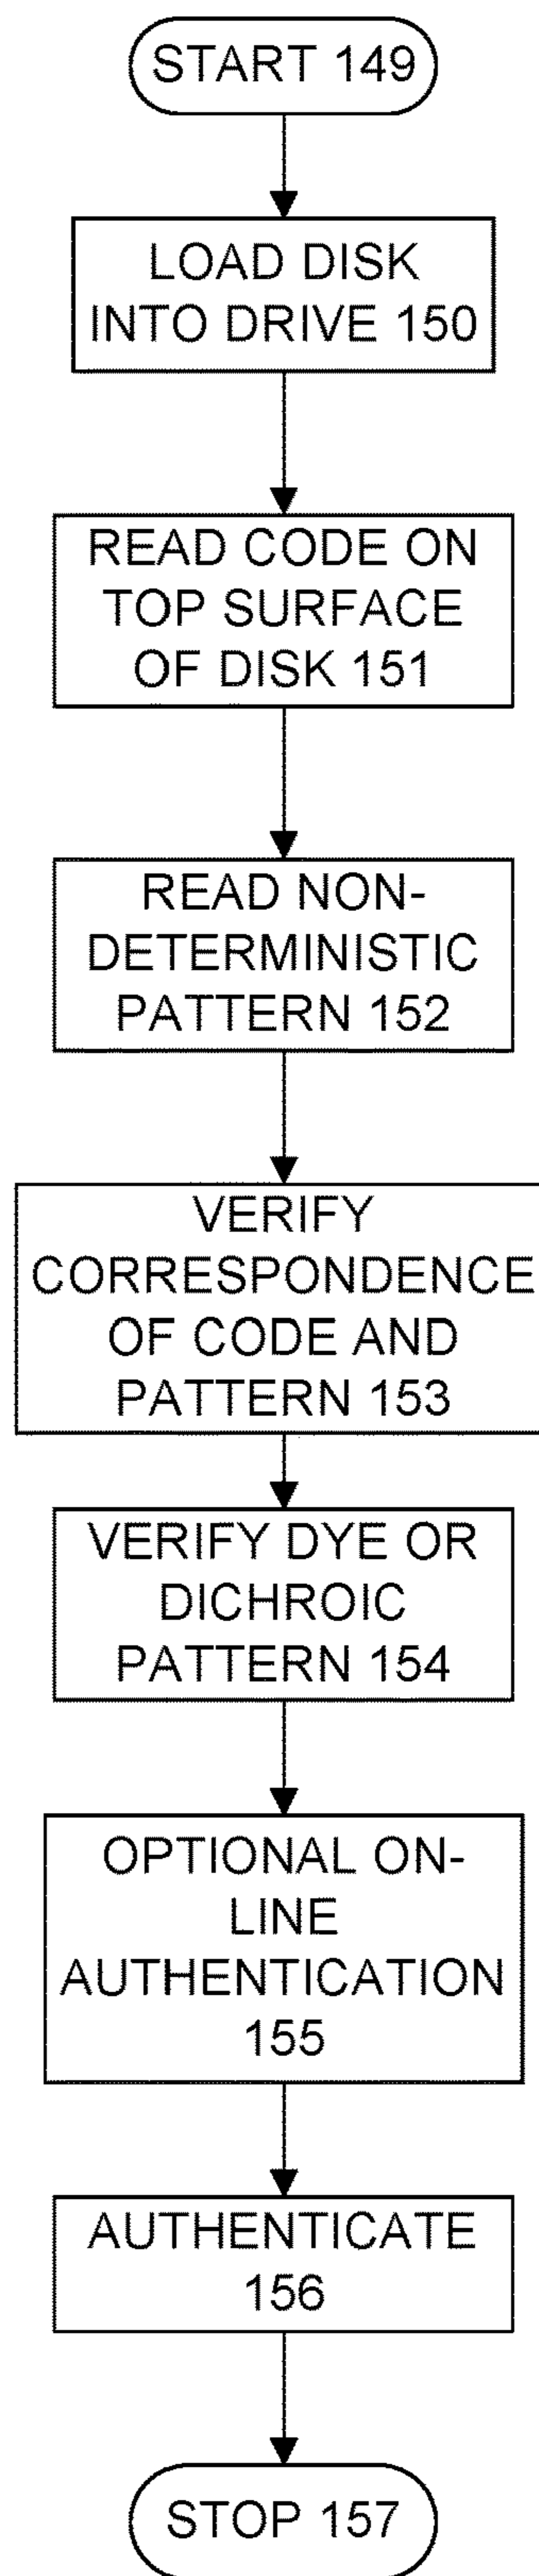 START 149
LOAD DISK
INTO DRIVE 150
READ CODE ON
TOP SURFACE
OF DISK 151
READ NON-
DETERMINISTIC
PATTERN 152
VERIFY
CORRESPONDENCE
OF CODE AND
PATTERN 153
VERIFY DYE OR
DICHROIC
PATTERN 154
OPTIONAL ON-
LINE
AUTHENTICATION
155
AUTHENTICATE
156
STOP 157